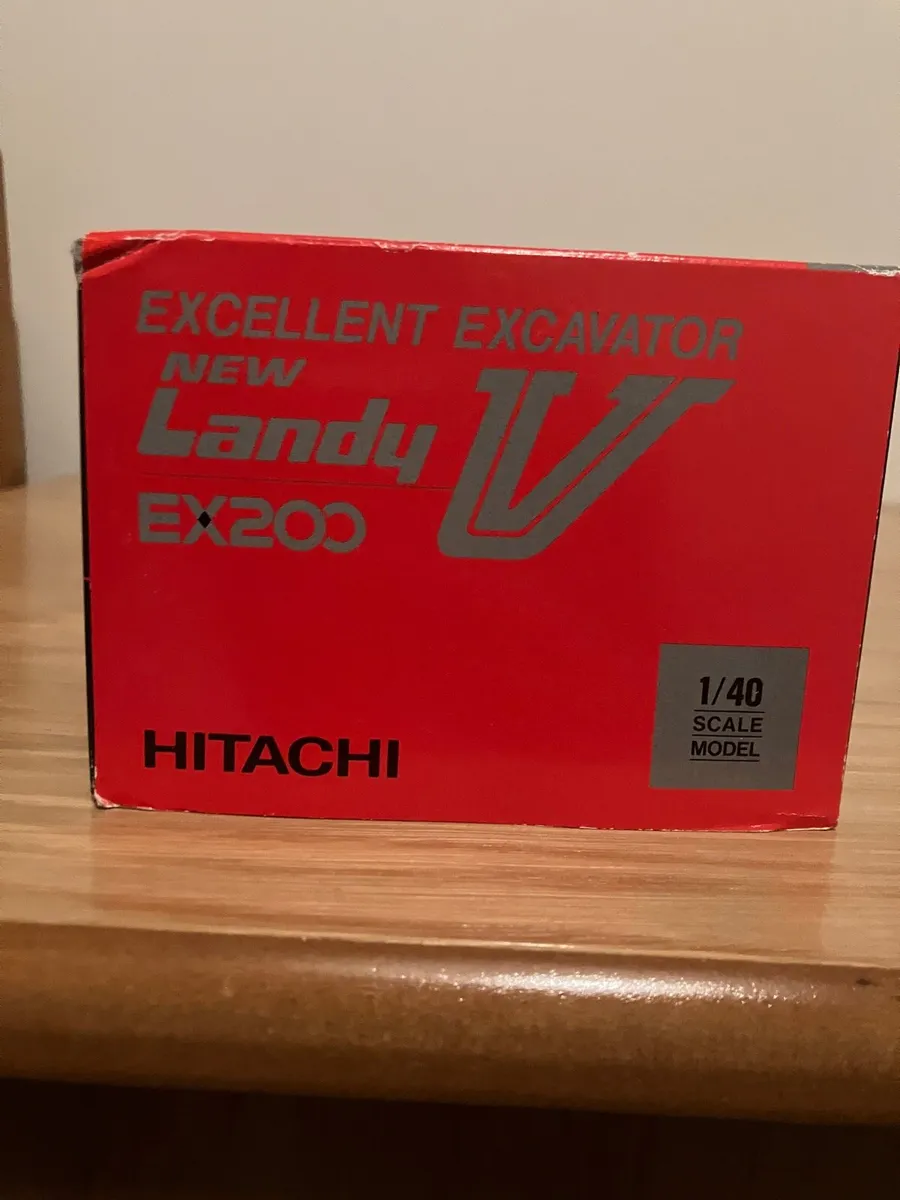 EXCELLENT EXCAVATOR
NEW
Landy V
EX200
HITACHI
1/40
SCALE
MODEL